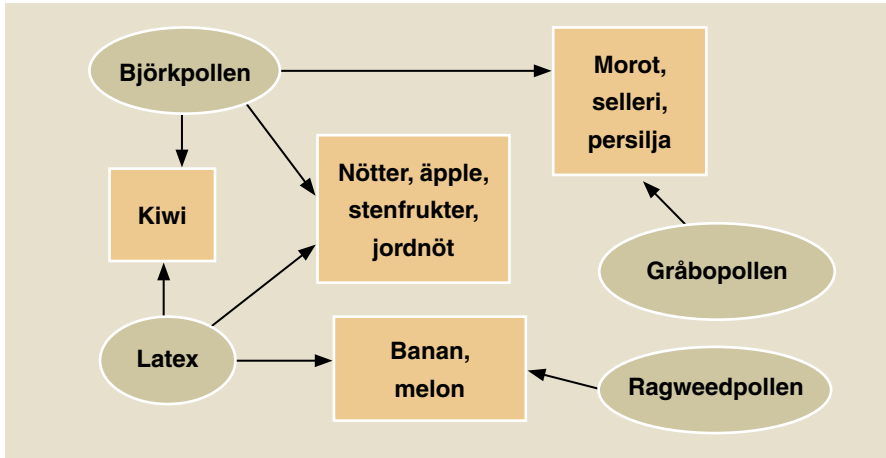 Björkpollen
Morot,
selleri,
persilja
Nötter, äpple,
stenfrukter,
jordnöt
Kiwi
Gråbopollen
Latex
Banan,
melon
Ragweedpollen